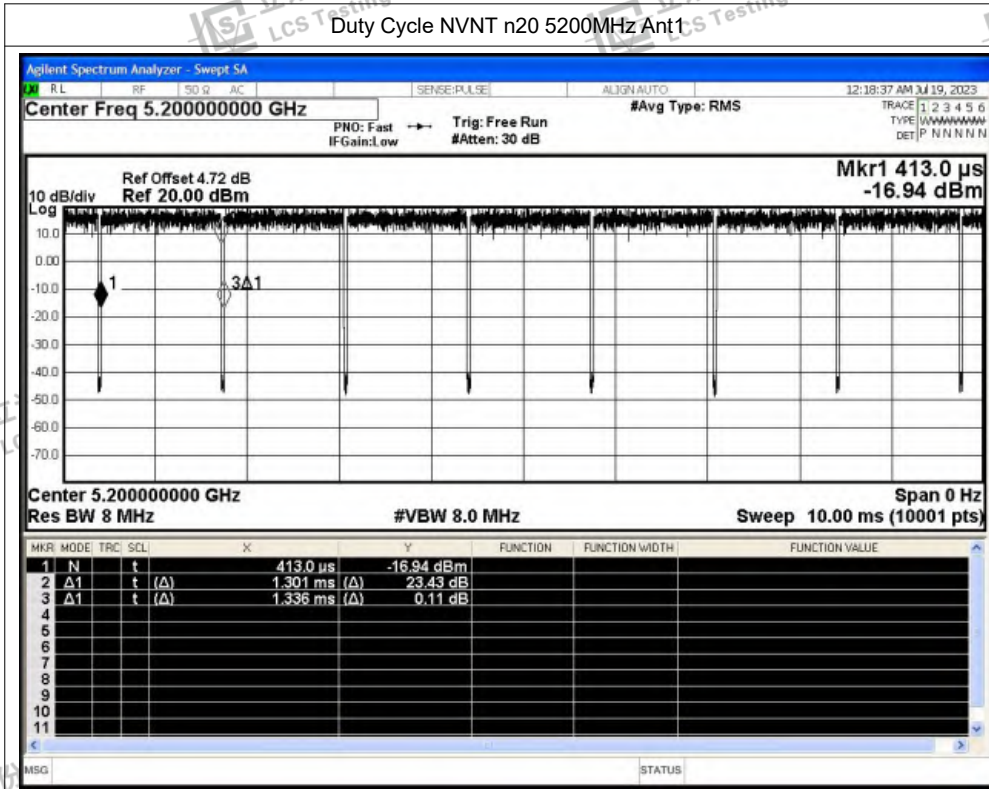 LCS Testing
LCS Testing
Duty Cycle NVNT n20 5200MHz Ant1
Agilent Spectrum Analyzer - Swept SA
RL RF 50 Ω AC SENSE:PULSE ALIGN AUTO 12:18:37 AM Jul 19, 2023
Center Freq 5.200000000 GHz #Avg Type: RMS TRACE 1 2 3 4 5 6
PNO: Fast Trig: Free Run TYPE WWWWWW
IFGain:Low #Atten: 30 dB DET P N N N N N
Mkr1 413.0 µs
Ref Offset 4.72 dB
10 dB/div Ref 20.00 dBm -16.94 dBm
Log
10.0
0.00
-10.0 1 3Δ1
-20.0
-30.0
-40.0
-50.0
-60.0
-70.0
Center 5.200000000 GHz Span 0 Hz
Res BW 8 MHz #VBW 8.0 MHz Sweep 10.00 ms (10001 pts)
MKR MODE TRC SCL X Y FUNCTION FUNCTION WIDTH FUNCTION VALUE
1 N t 413.0 µs -16.94 dBm
2 Δ1 t (Δ) 1.301 ms (Δ) 23.43 dB
3 Δ1 t (Δ) 1.336 ms (Δ) 0.11 dB
4
5
6
7
8
9
10
11
MSG STATUS